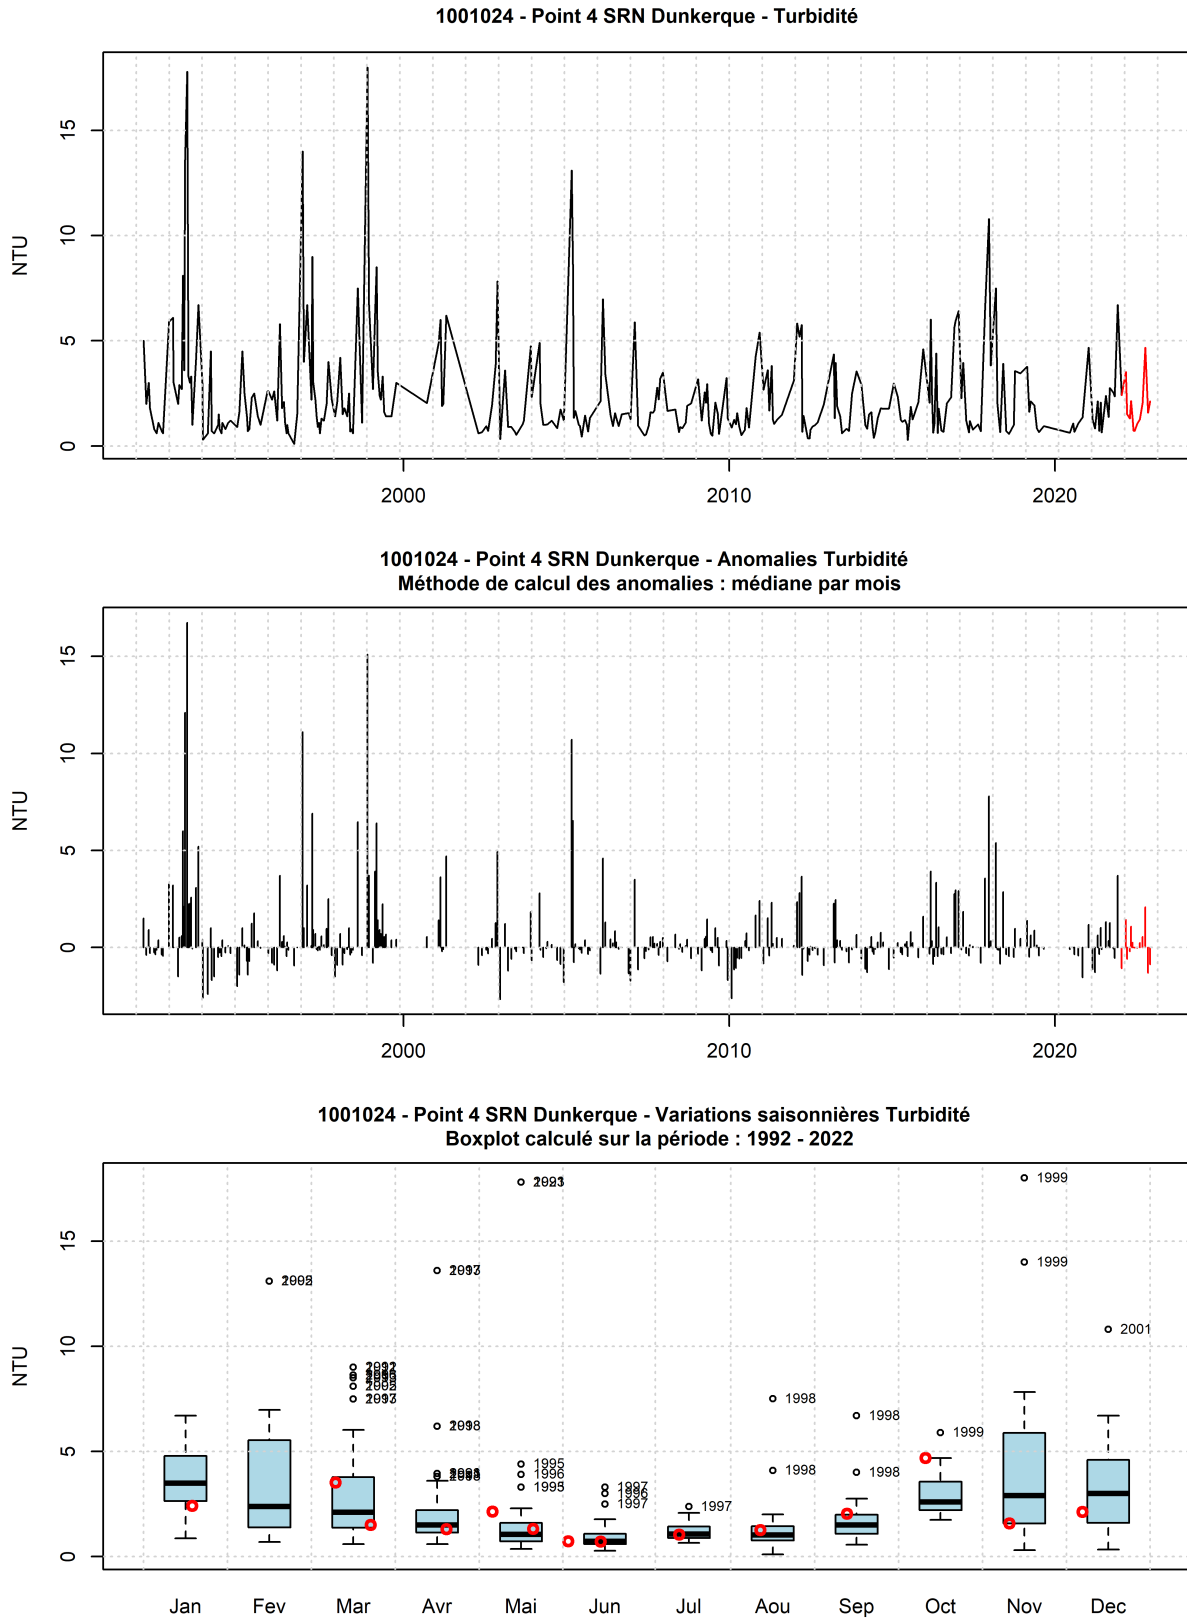 1001024 - Point 4 SRN Dunkerque - Turbidité
NTU
15
10
5
0
2000 2010 2020
1001024 - Point 4 SRN Dunkerque - Anomalies Turbidité
Méthode de calcul des anomalies : médiane par mois
NTU
15
10
5
0
2000 2010 2020
1001024 - Point 4 SRN Dunkerque - Variations saisonnières Turbidité
Boxplot calculé sur la période : 1992 - 2022
NTU
15
10
5
0
1999
1999
2001
1995
1996
1997
1996
1997
1997
1998
1998
1998
1998
1999
Jan Fev Mar Avr Mai Jun Jul Aou Sep Oct Nov Dec